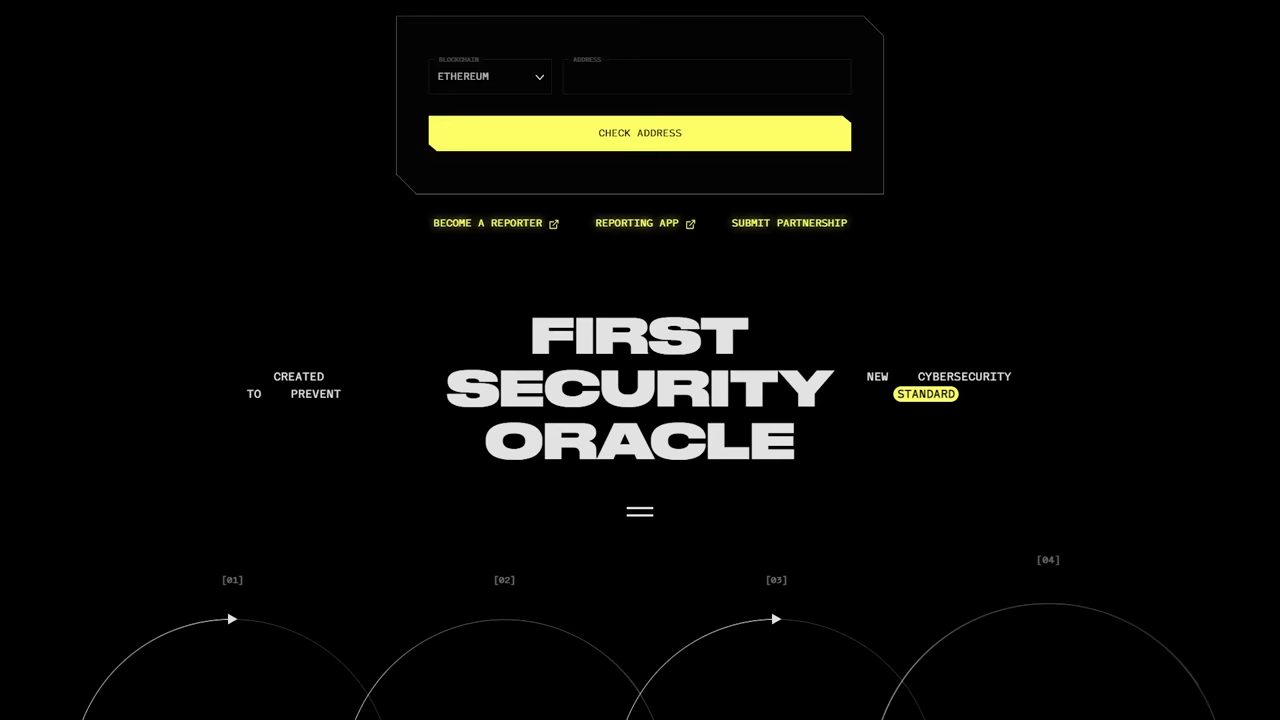 BLOCKCHAIN
ADDRESS
ETHEREUM
CHECK ADDRESS
BECOME A REPORTER
REPORTING APP
SUBMIT PARTNERSHIP
CREATED
TO PREVENT
FIRST
SECURITY
ORACLE
NEW CYBERSECURITY
STANDARD
[01]
[02]
[03]
[04]